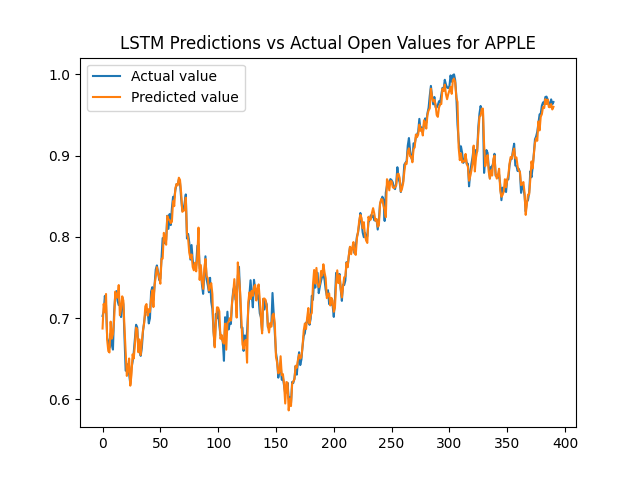 LSTM Predictions vs Actual Open Values for APPLE
Actual value
Predicted value
1.0
0.9
0.8
0.7
0.6
0 50 100 150 200 250 300 350 400